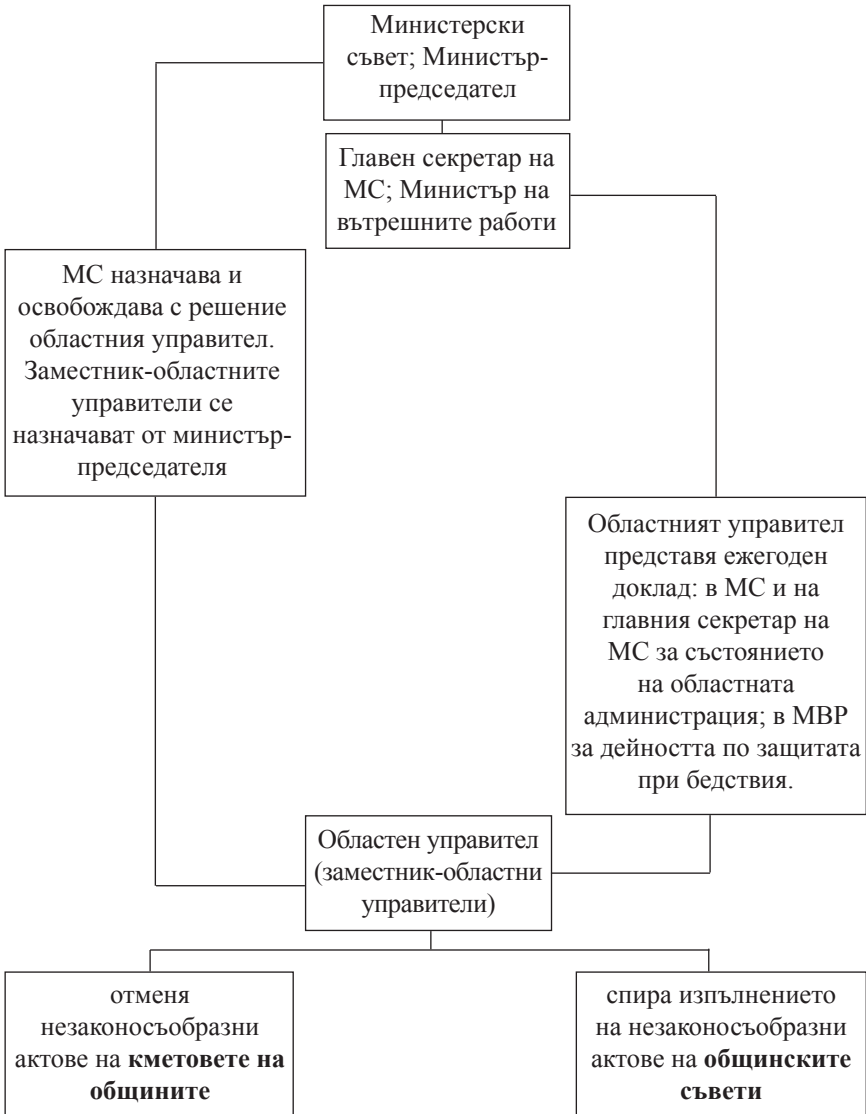 Министерски
съвет; Министър-
председател
Главен секретар на
МС; Министър на
вътрешните работи
МС назначава и
освобождава с решение
областния управител.
Заместник-областните
управители се
назначават от министър-
председателя
Областният управител
представя ежегоден
доклад: в МС и на
главния секретар на
МС за състоянието
на областната
администрация; в МВР
за дейността по защитата
при бедствия.
Областен управител
(заместник-областни
управители)
отменя
незаконосъобразни
актове на кметовете на
общините
спира изпълнението
на незаконосъобразни
актове на общинските
съвети